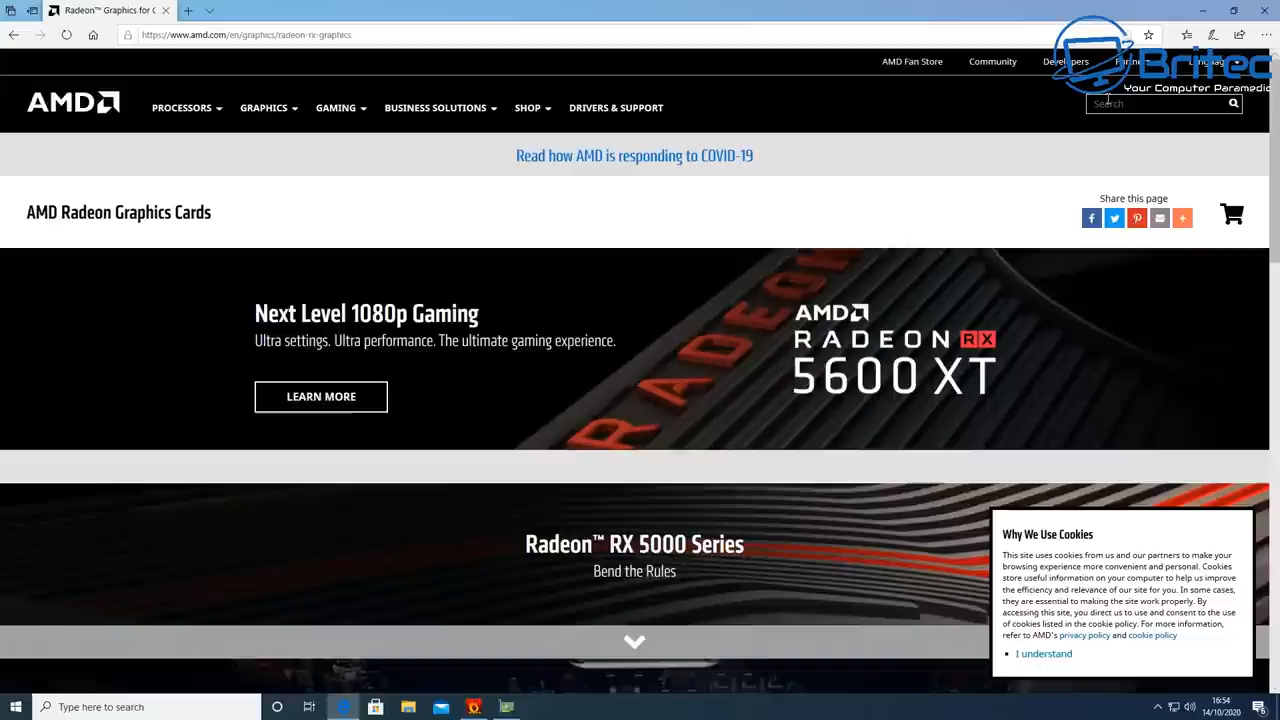 Radeon™ Graphics for G
https://www.amd.com/en/graphics/radeon-rx-graphics
Britec
Your Computer Paramedic
AMD Fan Store Community Developers
AMD
PROCESSORS GRAPHICS GAMING BUSINESS SOLUTIONS SHOP DRIVERS & SUPPORT
Search
Read how AMD is responding to COVID-19
AMD Radeon Graphics Cards
Share this page
Next Level 1080p Gaming
Ultra settings. Ultra performance. The ultimate gaming experience.
LEARN MORE
RADEON
AMD
RADEON RX
5600 XT
Radeon™ RX 5000 Series
Bend the Rules
Why We Use Cookies
This site uses cookies from us and our partners to make your
browsing experience more convenient and personal. Cookies
store useful information on your computer to help us improve
the efficiency and relevance of our site for you. In some cases,
they are essential to making the site work properly. By
accessing this site, you direct us to use and consent to the use
of cookies listed in the cookie policy. For more information,
refer to AMD's privacy policy and cookie policy
I understand
Type here to search
16:54
14/10/2020
6